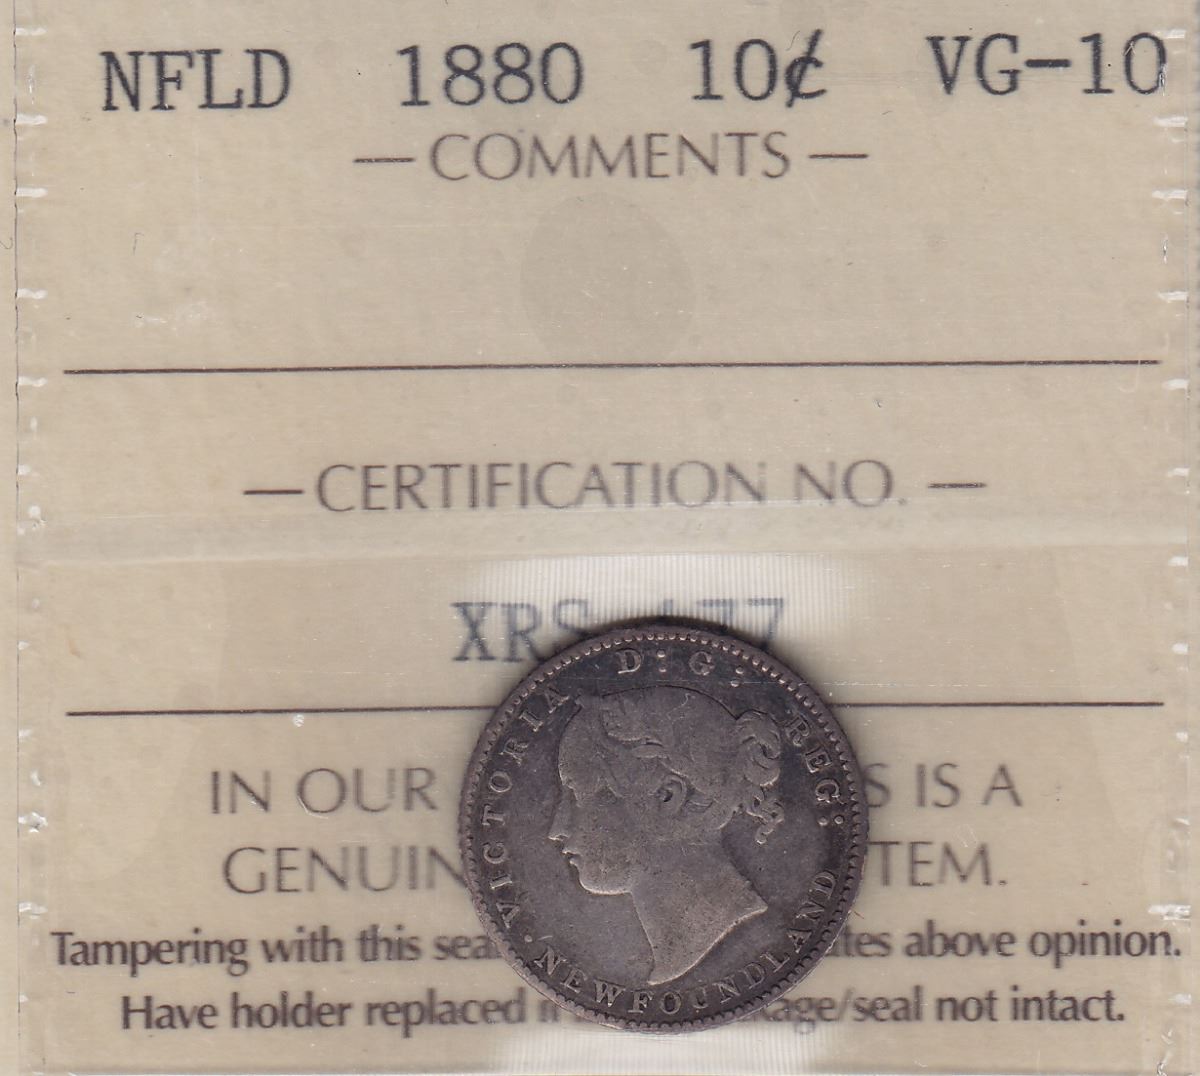 NFLD 1880 10¢ VG-10
— COMMENTS —
— CERTIFICATION NO. —
IN OUR S IS A
GENUIN TEM.
Tampering with this sea tes above opinion.
Have holder replaced age/seal not intact.
VICTORIA D:G: REG:
• NEWFOUNDLAND